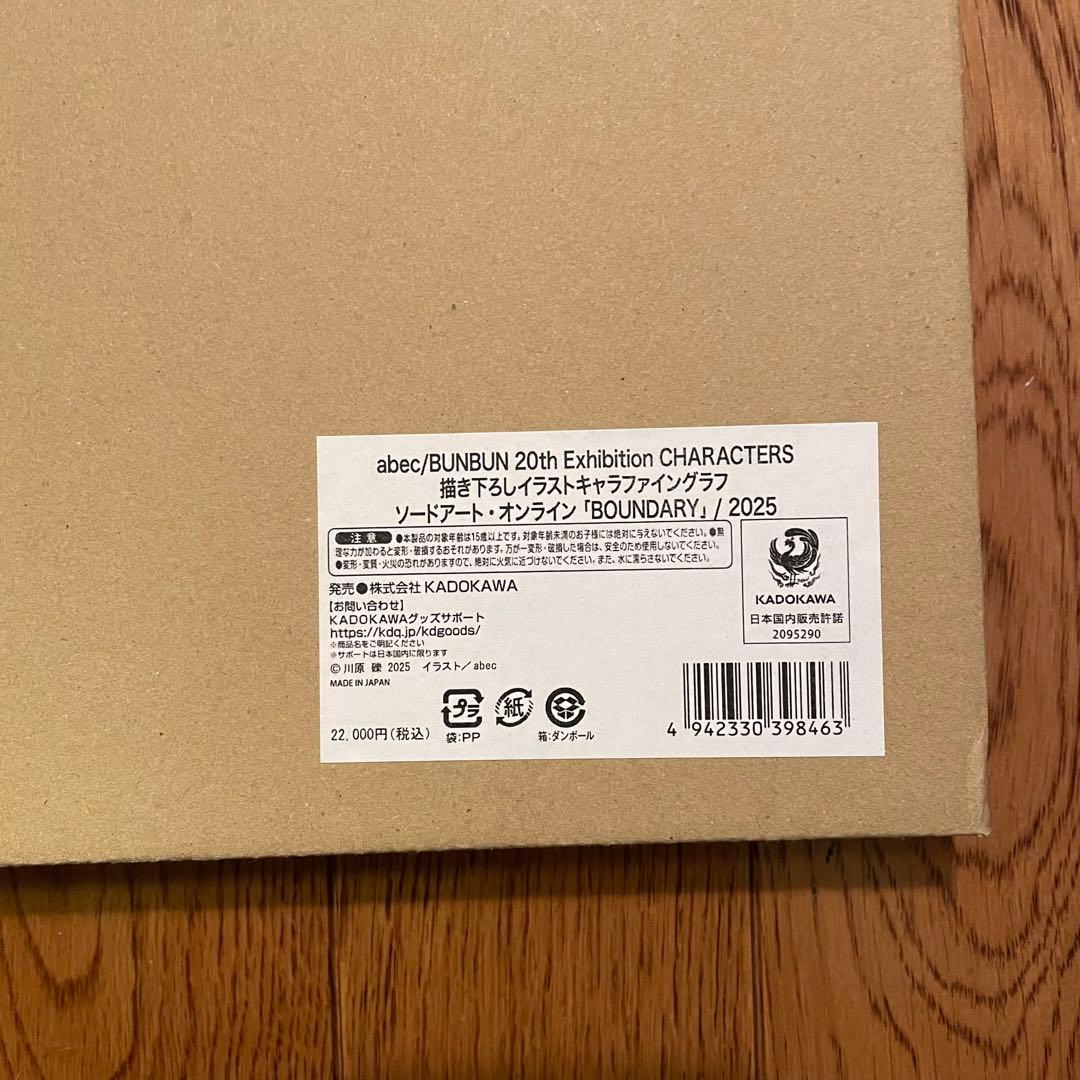 abec/BUNBUN 20th Exhibition CHARACTERS
描き下ろしイラストキャラファイングラフ
ソードアート・オンライン「BOUNDARY」/ 2025
注 意 ●本製品の対象年齢は15歳以上です。対象年齢未満のお子様には絶対に与えないでください。●無
理な力が加わると変形・破損するおそれがあります。万が一変形・破損した場合は、安全のため使用しないでください。
●変形・変質・火災の恐れがありますので、絶対に火気に近づけないでください。また、水に濡らさないでください。
発売●株式会社 KADOKAWA
【お問い合わせ】
KADOKAWAグッズサポート
https://kdq.jp/kdgoods/
※商品名をご明記ください
※サポートは日本国内に限ります
©川原 礫 2025 イラスト/abec
MADE IN JAPAN
22,000円(税込)
プラ
袋:PP
紙
箱:ダンボール
KADOKAWA
日本国内販売許諾
2095290
4 942330 398463